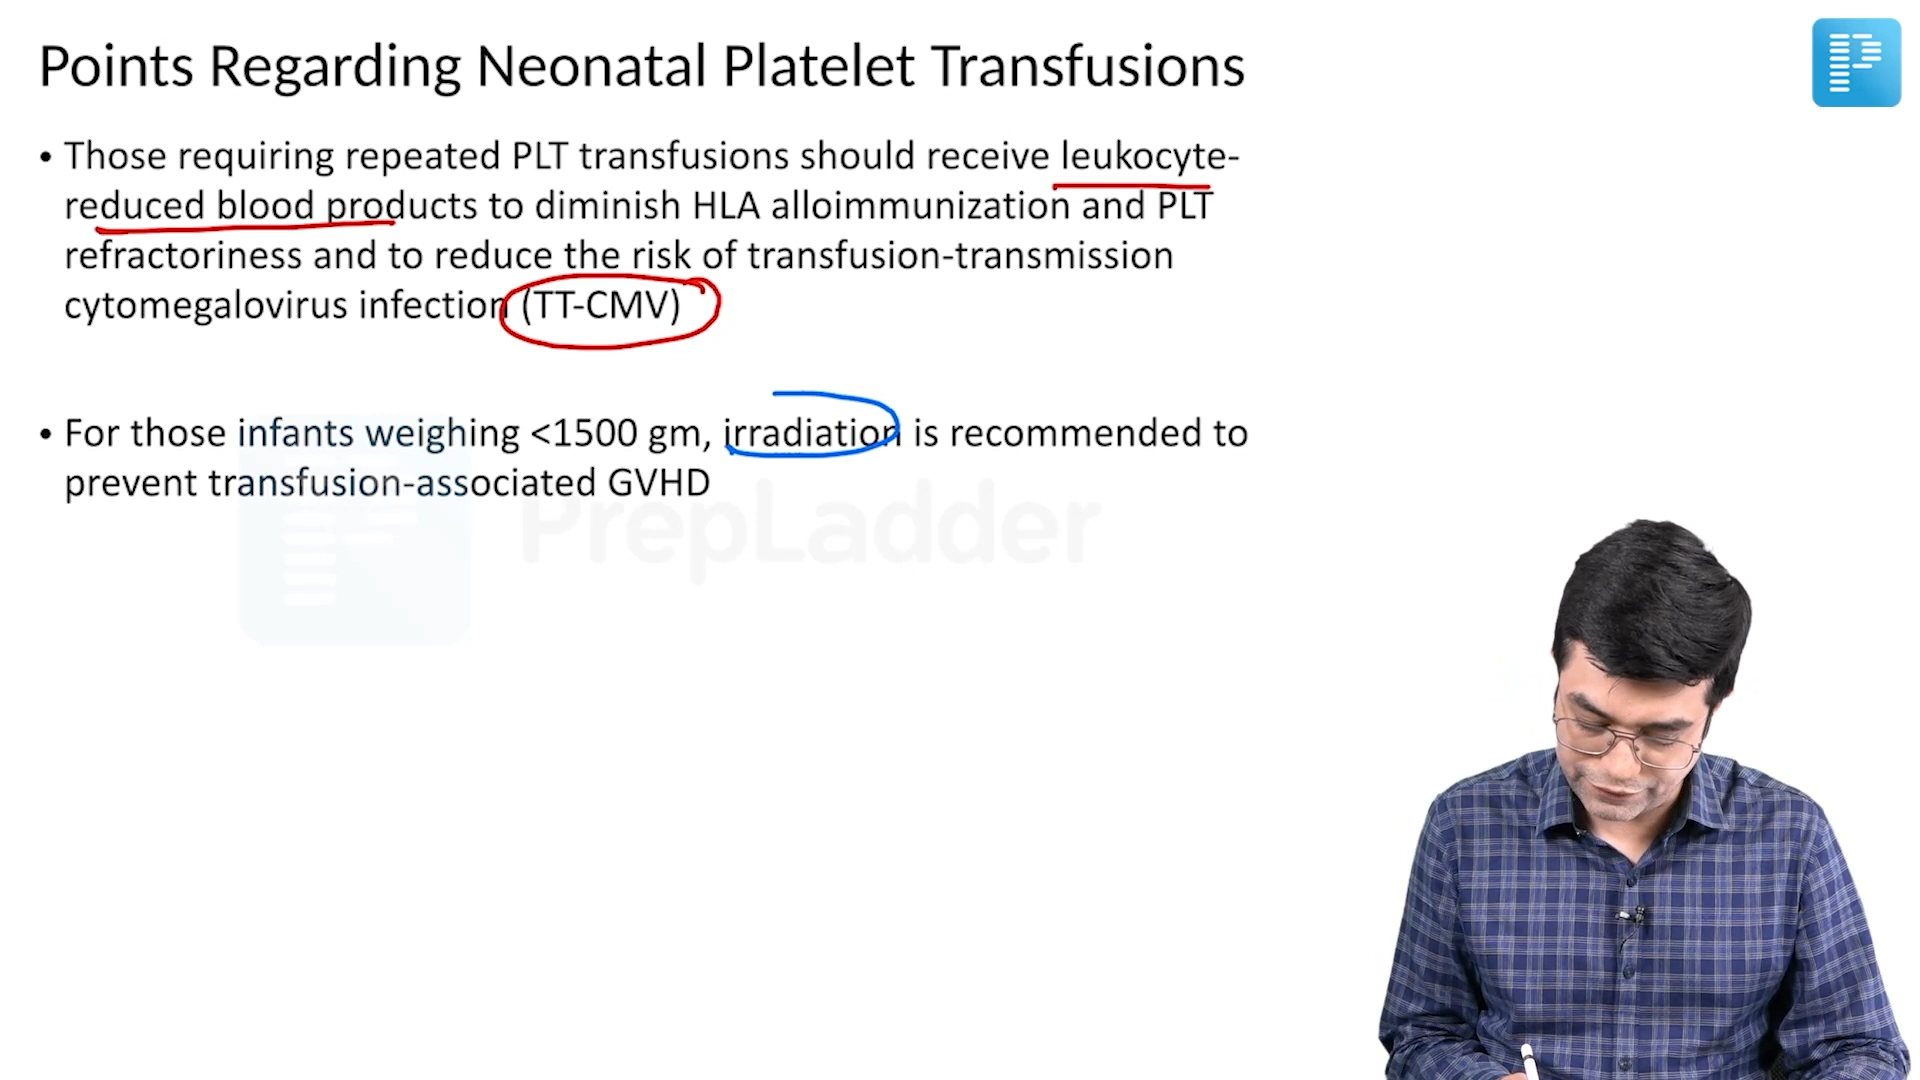 Points Regarding Neonatal Platelet Transfusions
• Those requiring repeated PLT transfusions should receive leukocyte-
reduced blood products to diminish HLA alloimmunization and PLT
refractoriness and to reduce the risk of transfusion-transmission
cytomegalovirus infection (TT-CMV)
• For those infants weighing <1500 gm, irradiation is recommended to
prevent transfusion-associated GVHD
PrepLadder